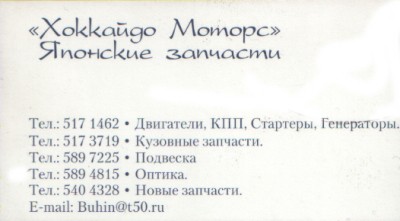 «Хоккайдо Моторс»
Японские запчасти
Тел.: 517 1462 • Двигатели, КПП, Стартеры, Генераторы.
Тел.: 517 3719 • Кузовные запчасти.
Тел.: 589 7225 • Подвеска
Тел.: 589 4815 • Оптика.
Тел.: 540 4328 • Новые запчасти.
E-mail: Buhin@t50.ru